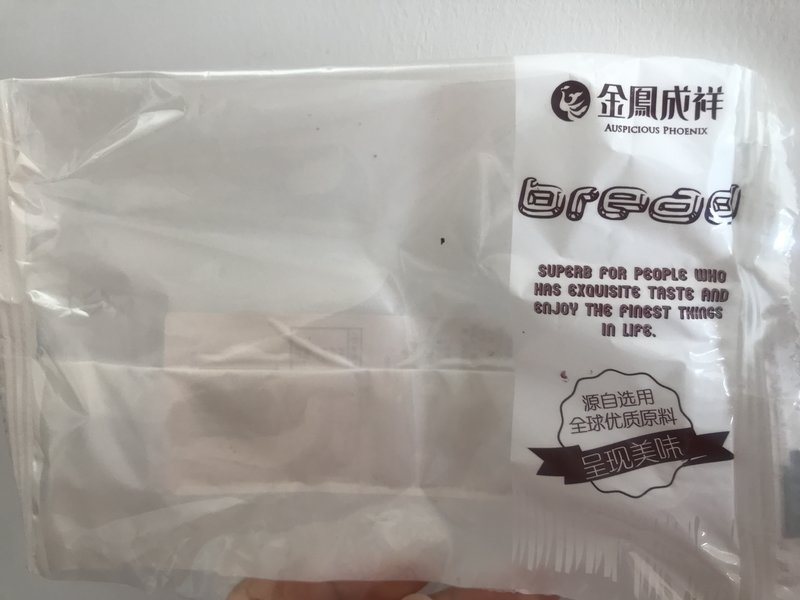 金鳳成祥
AUSPICIOUS PHOENIX
bread
SUPERB FOR PEOPLE WHO
HAS EXQUISITE TASTE AND
ENJOY THE FINEST THINGS
IN LIFE.
源自选用
全球优质原料
呈现美味